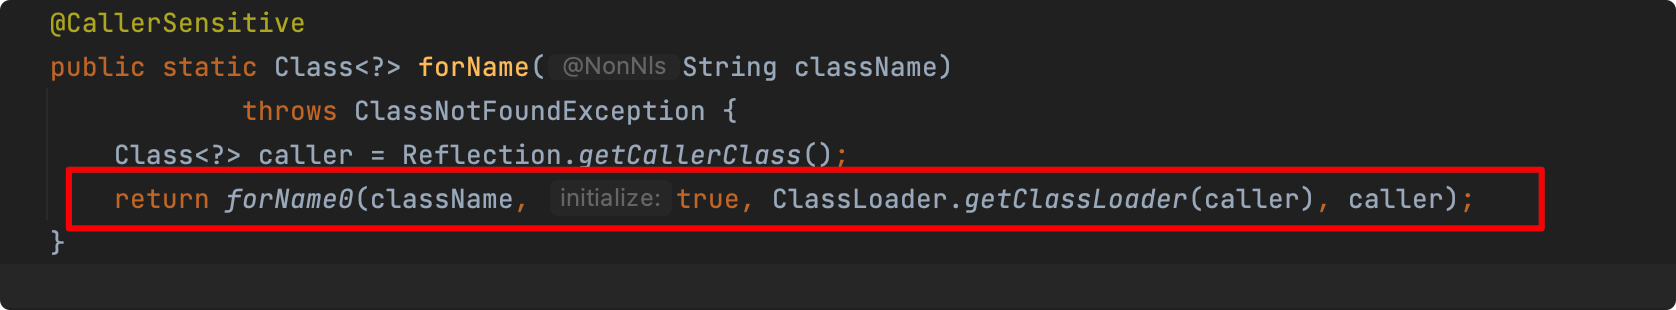 @CallerSensitive
public static Class<?> forName( @NonNls String className)
throws ClassNotFoundException {
Class<?> caller = Reflection.getCallerClass();
return forName0(className, initialize: true, ClassLoader.getClassLoader(caller), caller);
}